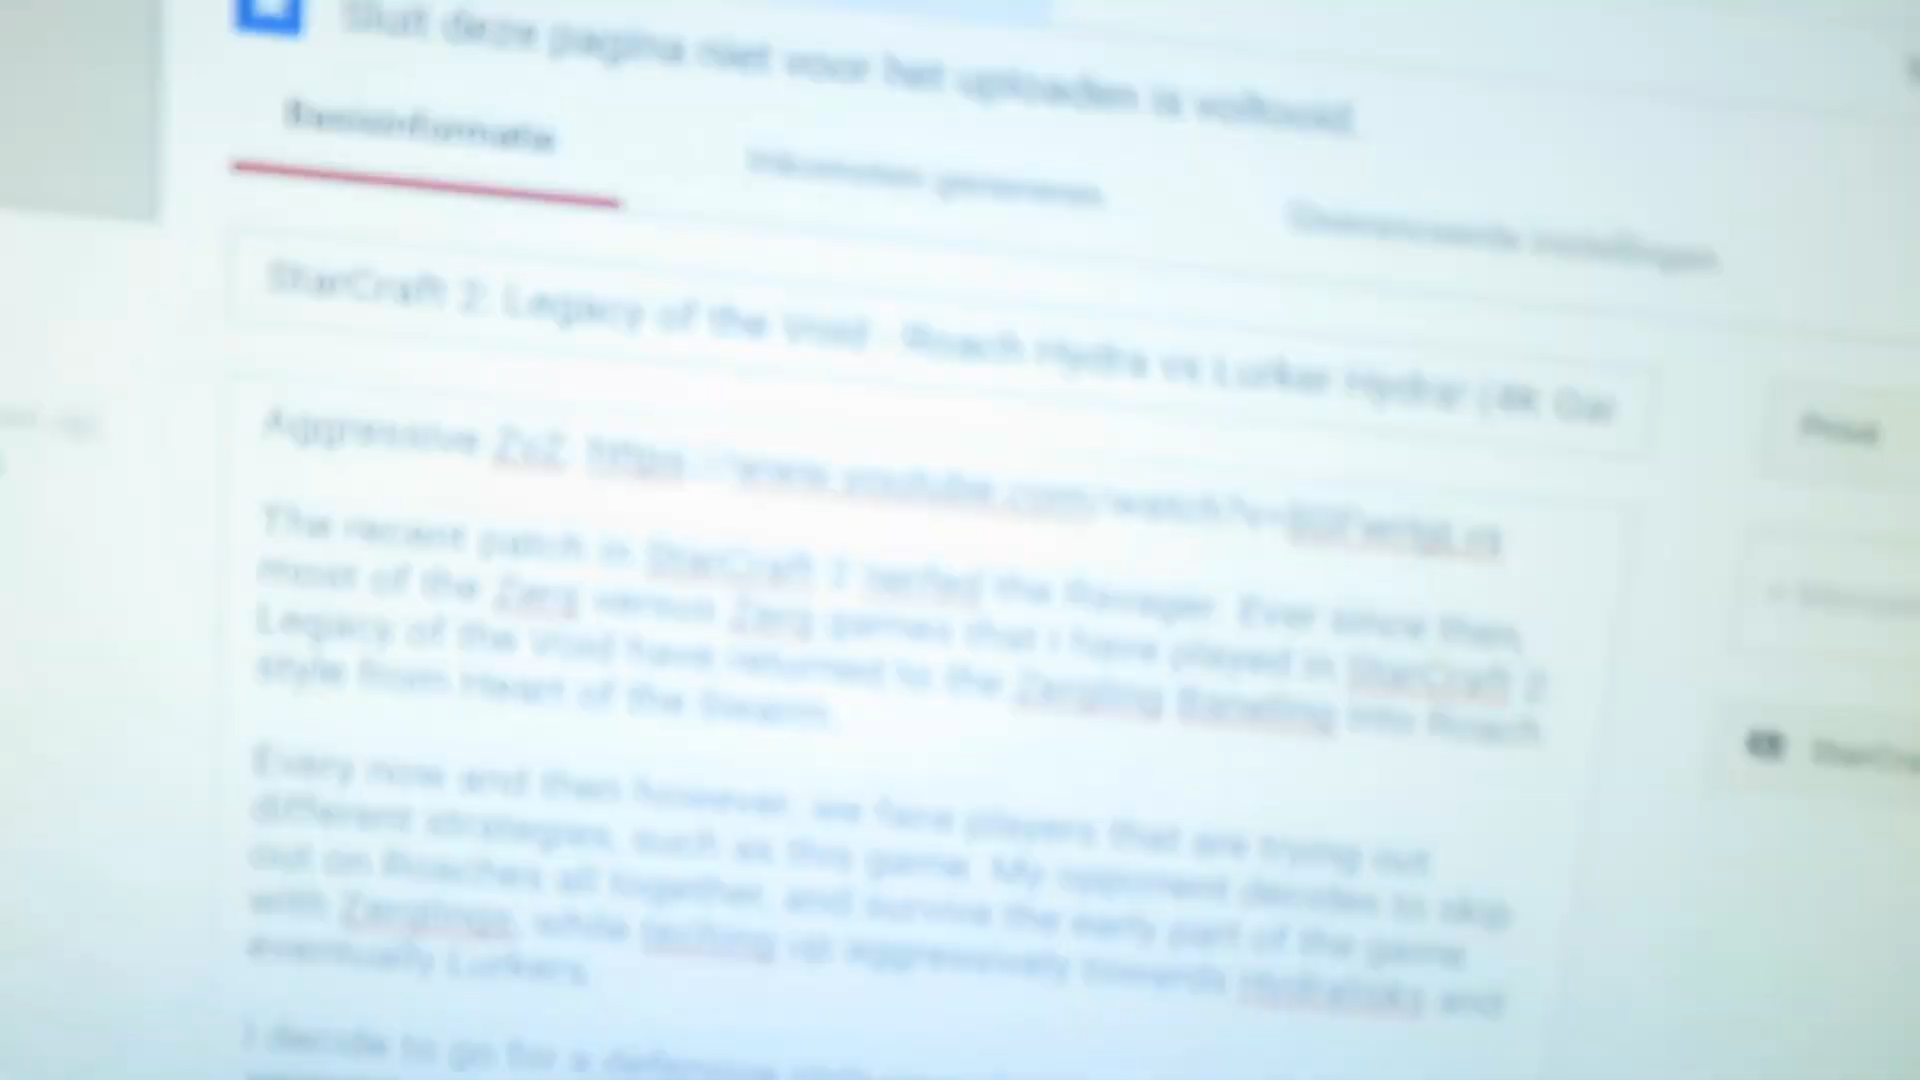 Sluit deze pagina niet voor het uploaden is voltooid.
Basisinformatie
Inkomsten genereren
Geavanceerde instellingen
StarCraft 2: Legacy of the Void - Roach Hydra vs Lurker Hydra! (4K
Aggressive ZvZ: https://www.youtube.com/watch?v=
The recent patch in StarCraft 2 nerfed the Ravager. Ever since then,
most of the Zerg versus Zerg games that I have played in StarCraft 2
Legacy of the Void have returned to the Zergling Baneling into Roach
style from Heart of the Swarm.
Every now and then however, we face players that are trying out
different strategies, such as this game. My opponent decides to skip
out on Roaches all together, and survive the early part of the game
with Zerglings, while teching up aggressively towards Hydralisks and
eventually Lurkers.
I decide to go for a defensive